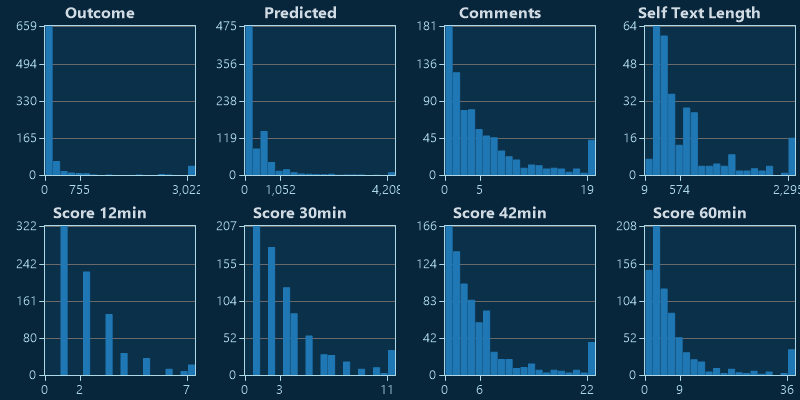 Outcome
659
494
330
165
0
0 755 3,022
Predicted
475
356
238
119
0
0 1,052 4,208
Comments
181
136
90
45
0
0 5 19
Self Text Length
64
48
32
16
0
9 574 2,295
Score 12min
322
242
161
80
0
0 2 7
Score 30min
207
155
104
52
0
0 3 11
Score 42min
166
124
83
42
0
0 6 22
Score 60min
208
156
104
52
0
0 9 36